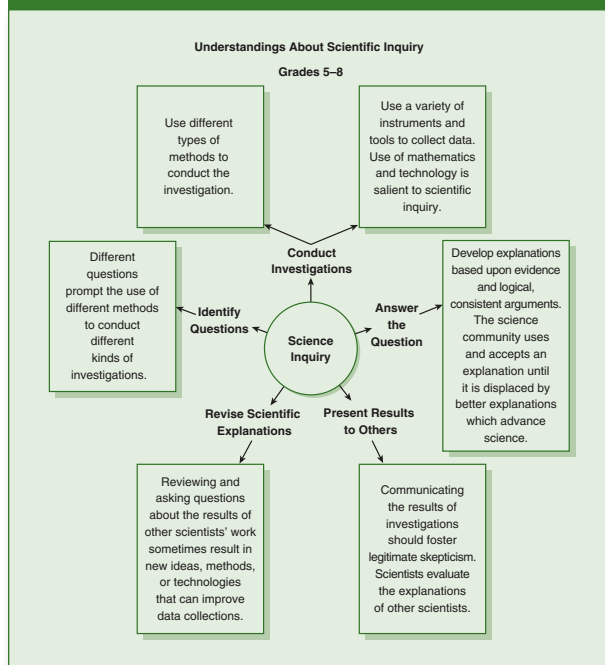 Understandings About Scientific Inquiry
Grades 5–8
Use different
types of
methods to
conduct the
investigation.
Use a variety of
instruments and
tools to collect data.
Use of mathematics
and technology is
salient to scientific
inquiry.
Conduct
Investigations
Different
questions
prompt the use of
different methods
to conduct
different
kinds of
investigations.
Identify
Questions
Science
Inquiry
Answer
the
Question
Develop explanations
based upon evidence
and logical,
consistent arguments.
The science
community uses
and accepts an
explanation until
it is displaced by
better explanations
which advance
science.
Revise Scientific
Explanations
Present Results
to Others
Reviewing and
asking questions
about the results of
other scientists' work
sometimes result in
new ideas, methods,
or technologies
that can improve
data collections.
Communicating
the results of
investigations
should foster
legitimate skepticism.
Scientists evaluate
the explanations
of other scientists.